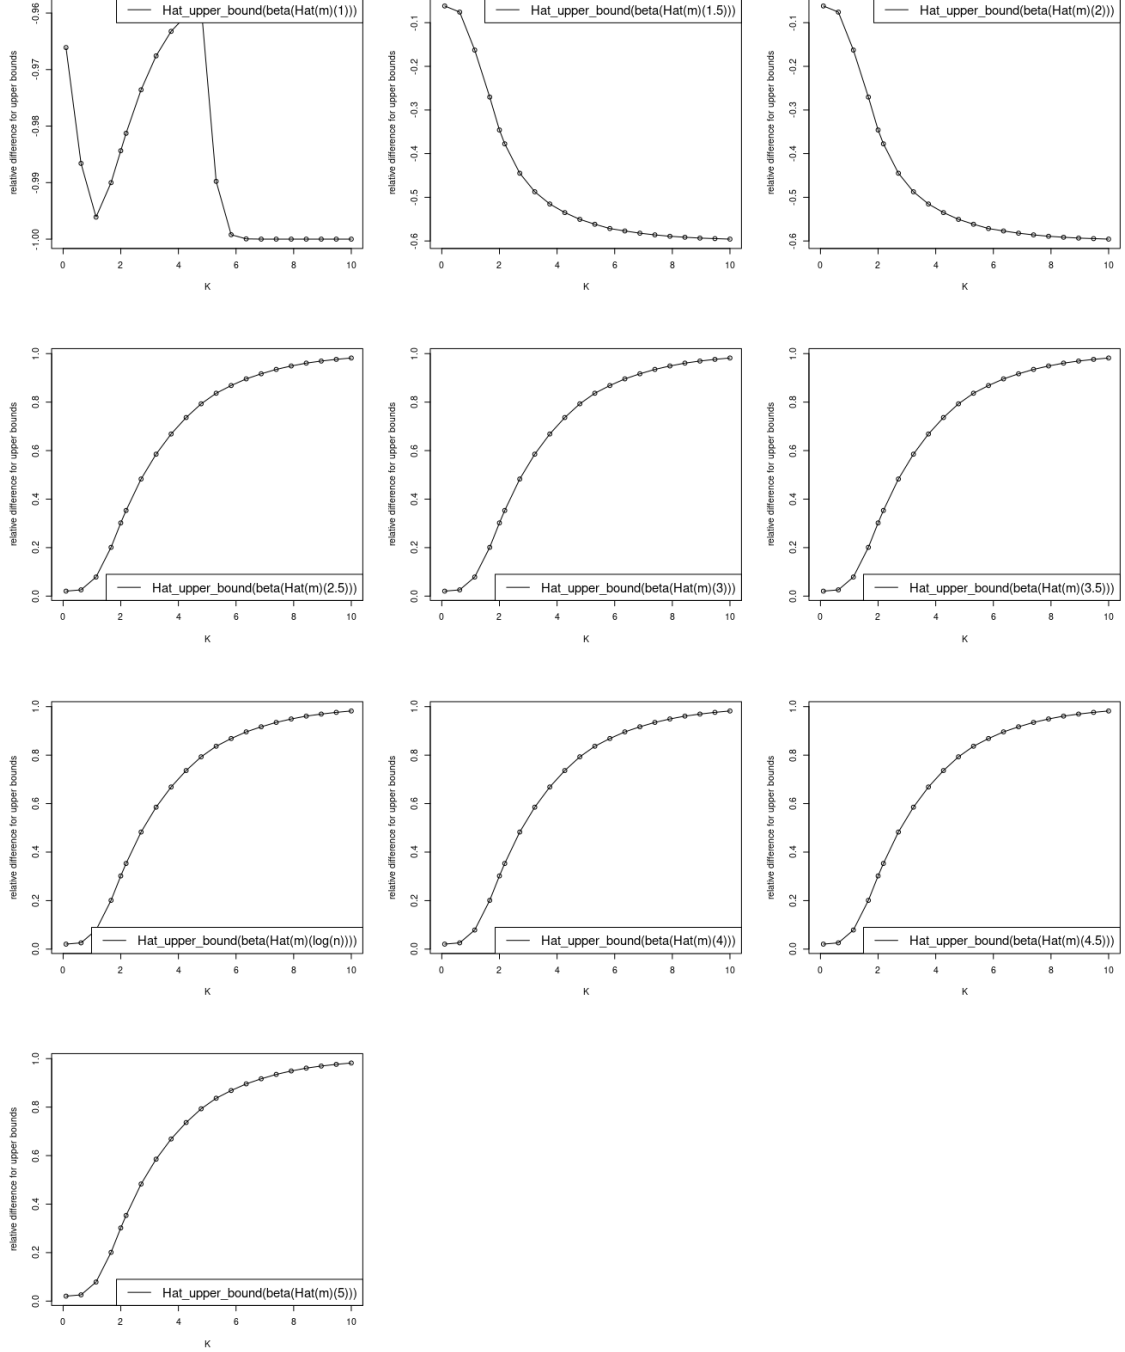 Hat_upper_bound(beta(Hat(m)(1)))
relative difference for upper bounds
-0.96
-0.97
-0.98
-0.99
-1.00
0 2 4 6 8 10
K
Hat_upper_bound(beta(Hat(m)(1.5)))
relative difference for upper bounds
-0.1
-0.2
-0.3
-0.4
-0.5
-0.6
0 2 4 6 8 10
K
Hat_upper_bound(beta(Hat(m)(2)))
relative difference for upper bounds
-0.1
-0.2
-0.3
-0.4
-0.5
-0.6
0 2 4 6 8 10
K
relative difference for upper bounds
1.0
0.8
0.6
0.4
0.2
0.0
Hat_upper_bound(beta(Hat(m)(2.5)))
0 2 4 6 8 10
K
relative difference for upper bounds
1.0
0.8
0.6
0.4
0.2
0.0
Hat_upper_bound(beta(Hat(m)(3)))
0 2 4 6 8 10
K
relative difference for upper bounds
1.0
0.8
0.6
0.4
0.2
0.0
Hat_upper_bound(beta(Hat(m)(3.5)))
0 2 4 6 8 10
K
relative difference for upper bounds
1.0
0.8
0.6
0.4
0.2
0.0
Hat_upper_bound(beta(Hat(m)(log(n))))
0 2 4 6 8 10
K
relative difference for upper bounds
1.0
0.8
0.6
0.4
0.2
0.0
Hat_upper_bound(beta(Hat(m)(4)))
0 2 4 6 8 10
K
relative difference for upper bounds
1.0
0.8
0.6
0.4
0.2
0.0
Hat_upper_bound(beta(Hat(m)(4.5)))
0 2 4 6 8 10
K
relative difference for upper bounds
1.0
0.8
0.6
0.4
0.2
0.0
Hat_upper_bound(beta(Hat(m)(5)))
0 2 4 6 8 10
K